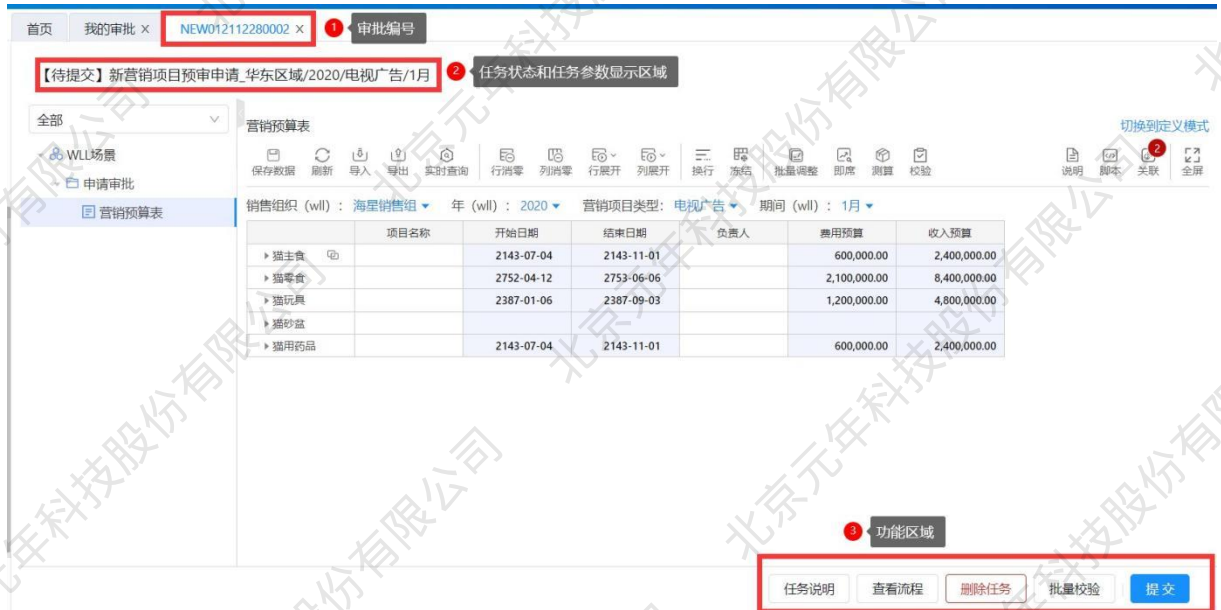 首页 我的审批 × NEW012112280002 × 1 审批编号
【待提交】新营销项目预审申请_华东区域/2020/电视广告/1月 2 任务状态和任务参数显示区域
全部
WLL场景
申请审批
营销预算表
营销预算表 切换到定义模式
保存数据 刷新 导入 导出 实时查询 行消零 列消零 行展开 列展开 换行 冻结 批量调整 即席 测算 校验 说明 脚本 关联 2 全屏
销售组织 (wll) : 海星销售组 年 (wll) : 2020 营销项目类型: 电视广告 期间 (wll) : 1月
项目名称 开始日期 结束日期 负责人 费用预算 收入预算
猫主食 2143-07-04 2143-11-01 600,000.00 2,400,000.00
猫零食 2752-04-12 2753-06-06 2,100,000.00 8,400,000.00
猫玩具 2387-01-06 2387-09-03 1,200,000.00 4,800,000.00
猫砂盆
猫用药品 2143-07-04 2143-11-01 600,000.00 2,400,000.00
3 功能区域
任务说明 查看流程 删除任务 批量校验 提交
北京元年科技股份有限公司